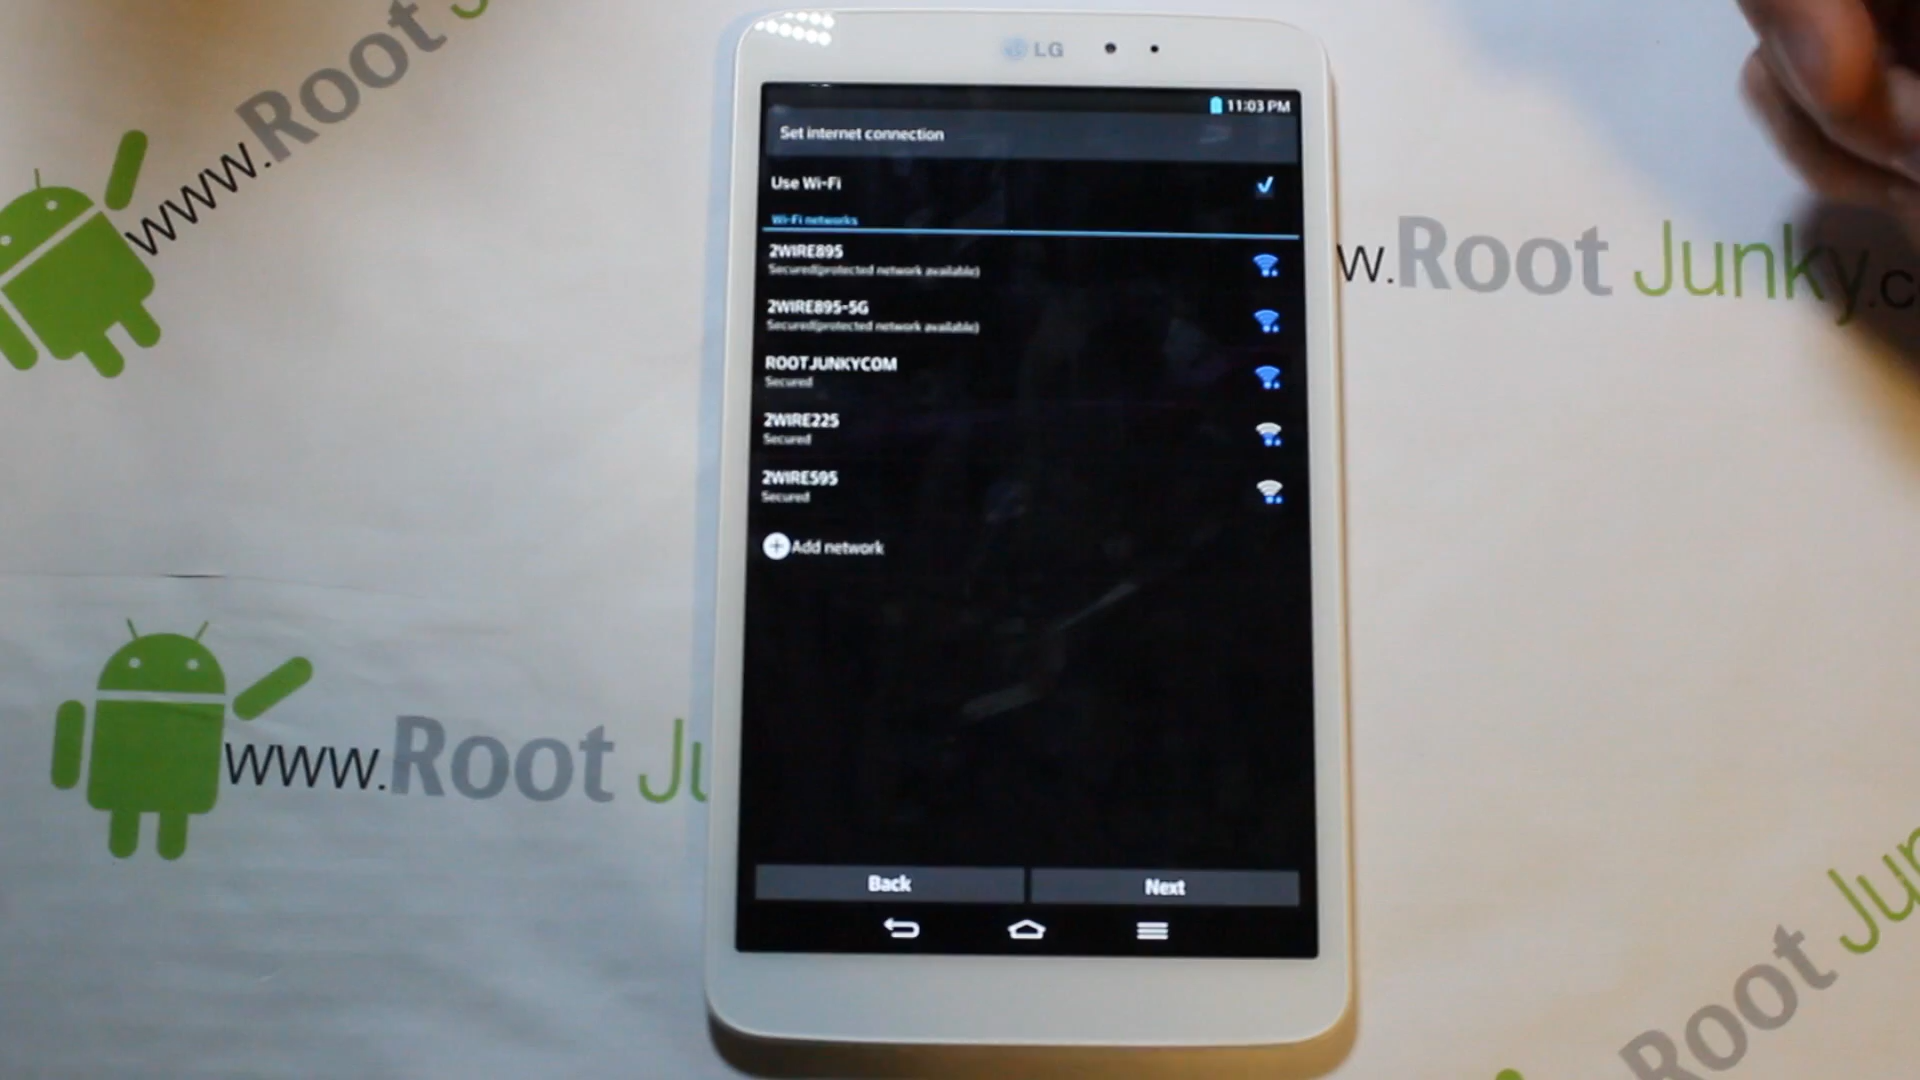 www.Root J
LG
11:03 PM
Set internet connection
Use Wi-Fi
Wi-Fi networks
2WIRE895
Secured(protected network available)
2WIRE895-5G
Secured(protected network available)
ROOTJUNKYCOM
Secured
2WIRE225
Secured
2WIRE595
Secured
Add network
Back
Next
w.Root Junky.c
www.Root Ju
Root Jun